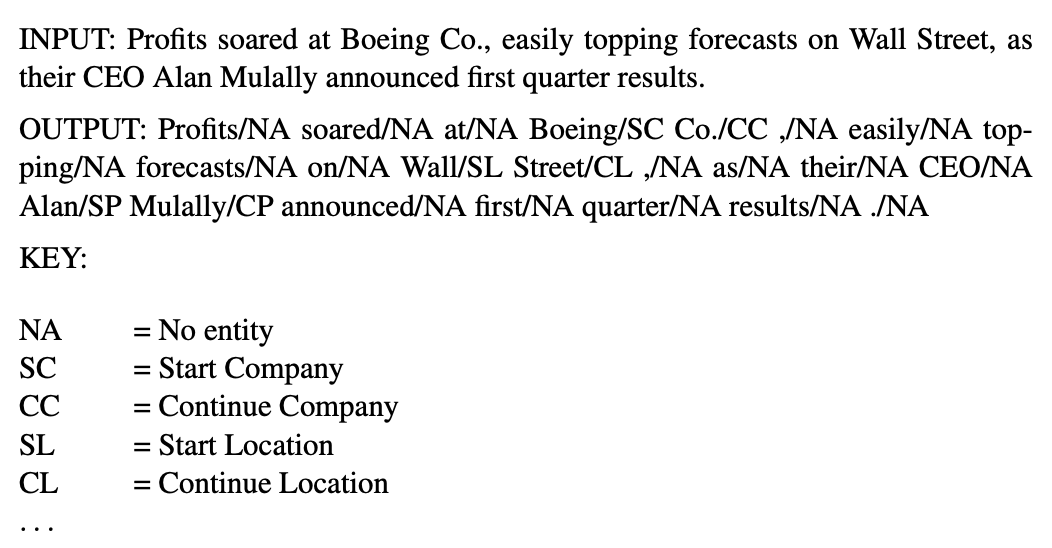 INPUT: Profits soared at Boeing Co., easily topping forecasts on Wall Street, as
their CEO Alan Mulally announced first quarter results.
OUTPUT: Profits/NA soared/NA at/NA Boeing/SC Co./CC ,/NA easily/NA top-
ping/NA forecasts/NA on/NA Wall/SL Street/CL ,/NA as/NA their/NA CEO/NA
Alan/SP Mulally/CP announced/NA first/NA quarter/NA results/NA ./NA
KEY:
NA = No entity
SC = Start Company
CC = Continue Company
SL = Start Location
CL = Continue Location
. . .